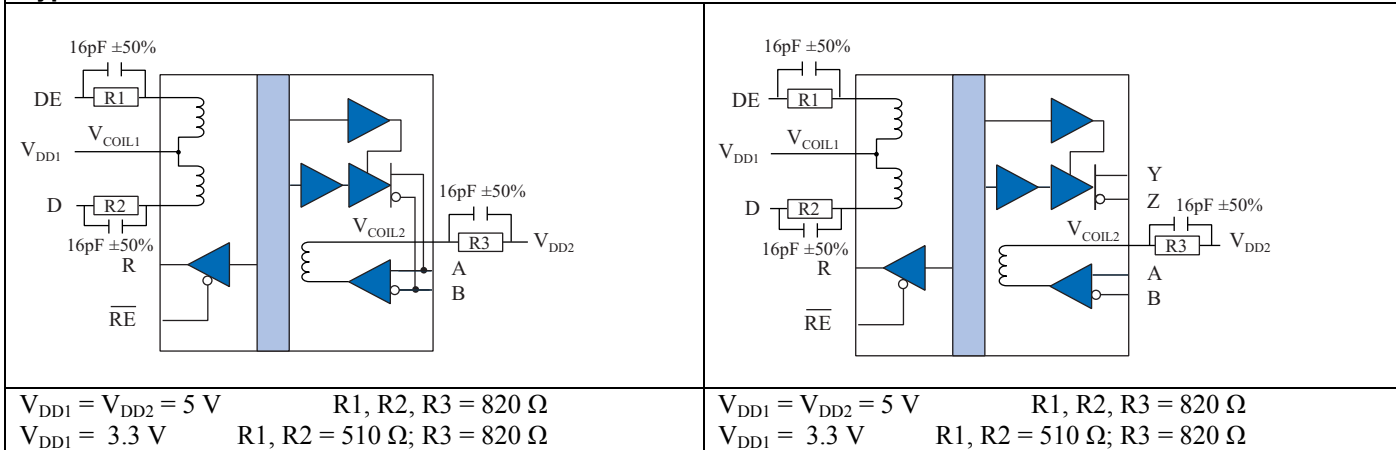 16pF ±50%
DE
R1
V_COIL1
V_DD1
D
R2
16pF ±50%
R
R̅E̅
16pF ±50%
V_COIL2
R3
V_DD2
A
B
16pF ±50%
DE
R1
V_COIL1
V_DD1
D
R2
16pF ±50%
R
R̅E̅
Y
Z
16pF ±50%
V_COIL2
R3
V_DD2
A
B
V_DD1 = V_DD2 = 5 V R1, R2, R3 = 820 Ω
V_DD1 = 3.3 V R1, R2 = 510 Ω; R3 = 820 Ω
V_DD1 = V_DD2 = 5 V R1, R2, R3 = 820 Ω
V_DD1 = 3.3 V R1, R2 = 510 Ω; R3 = 820 Ω